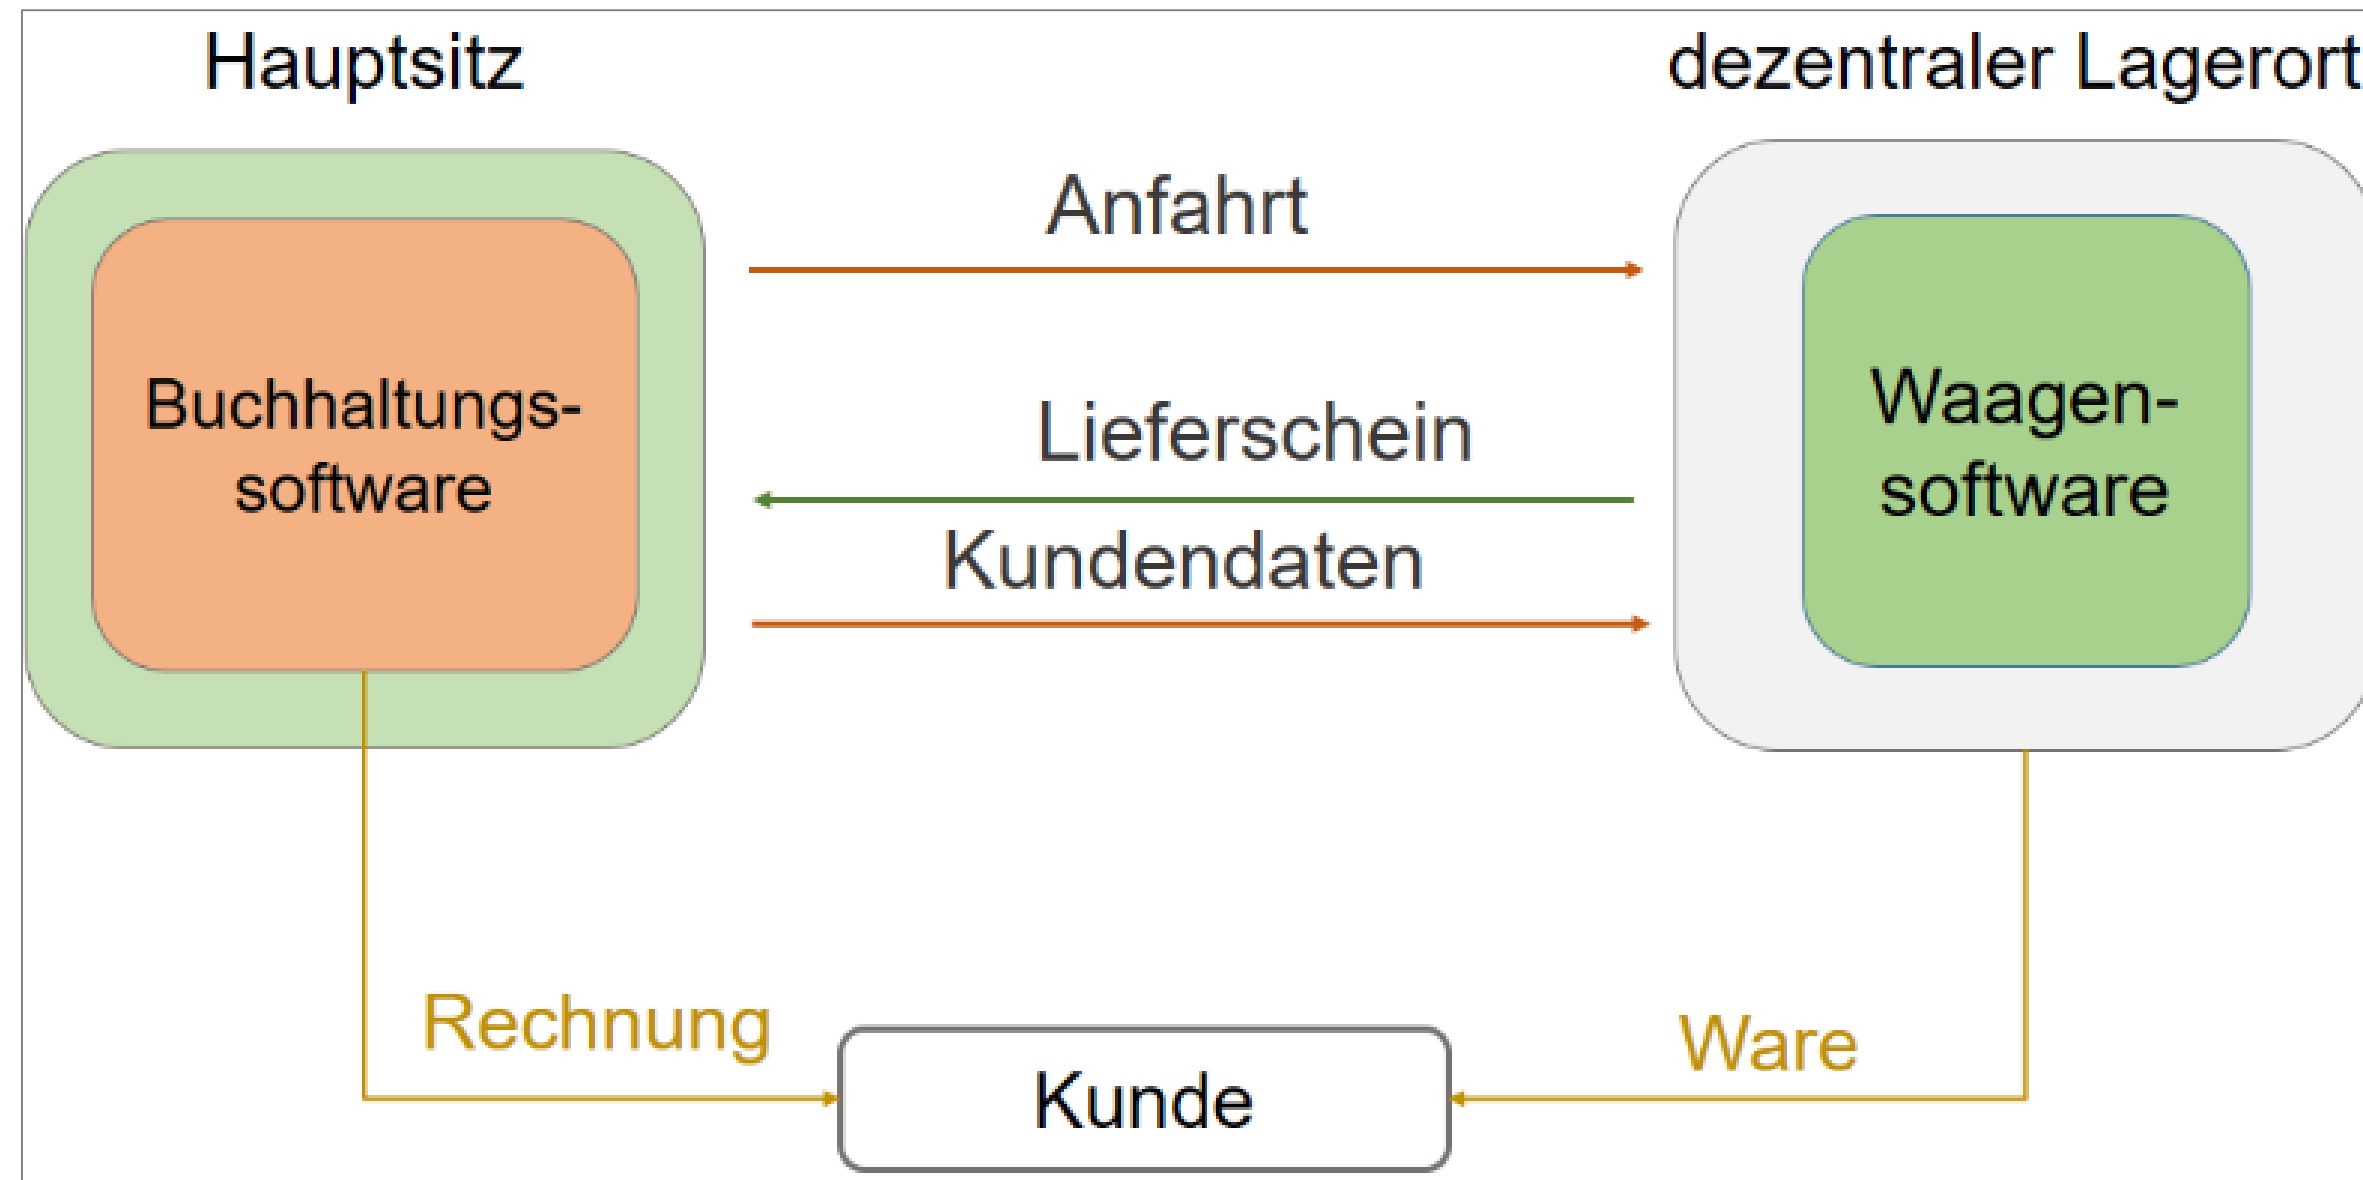 Hauptsitz
dezentraler Lagerort
Anfahrt
Buchhaltungs-
software
Lieferschein
Kundendaten
Waagen-
software
Rechnung
Ware
Kunde